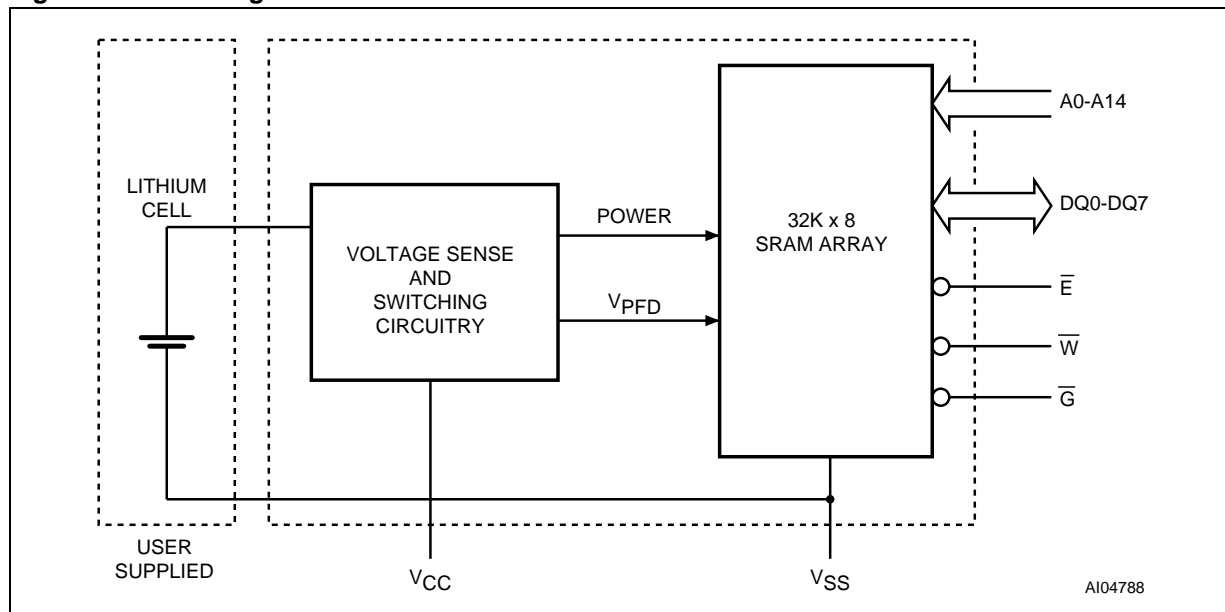 LITHIUM
CELL
VOLTAGE SENSE
AND
SWITCHING
CIRCUITRY
POWER
VPFD
32K x 8
SRAM ARRAY
A0-A14
DQ0-DQ7
E̅
W̅
G̅
USER
SUPPLIED
VCC
VSS
AI04788